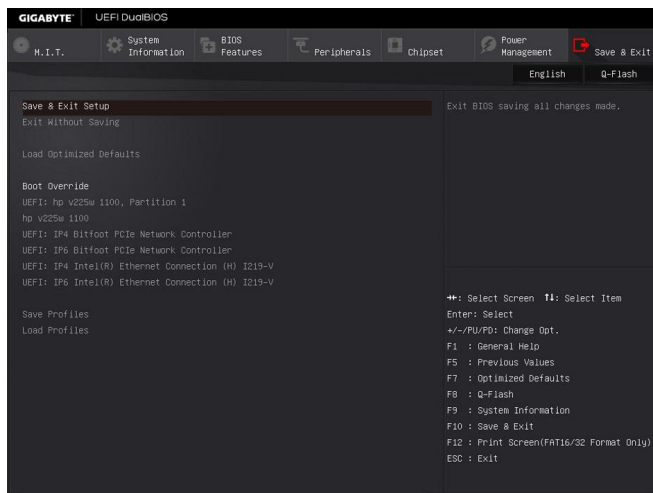 GIGABYTE™ UEFI DualBIOS
M.I.T.
System Information
BIOS Features
Peripherals
Chipset
Power Management
Save & Exit
English
Q-Flash
Save & Exit Setup
Exit Without Saving
Load Optimized Defaults
Boot Override
UEFI: hp v225w 1100, Partition 1
hp v225w 1100
UEFI: IP4 Bitfoot PCIe Network Controller
UEFI: IP6 Bitfoot PCIe Network Controller
UEFI: IP4 Intel(R) Ethernet Connection (H) I219-V
UEFI: IP6 Intel(R) Ethernet Connection (H) I219-V
Save Profiles
Load Profiles
Exit BIOS saving all changes made.
→←: Select Screen ↑↓: Select Item
Enter: Select
+/-/PU/PD: Change Opt.
F1 : General Help
F5 : Previous Values
F7 : Optimized Defaults
F8 : Q-Flash
F9 : System Information
F10 : Save & Exit
F12 : Print Screen(FAT16/32 Format Only)
ESC : Exit